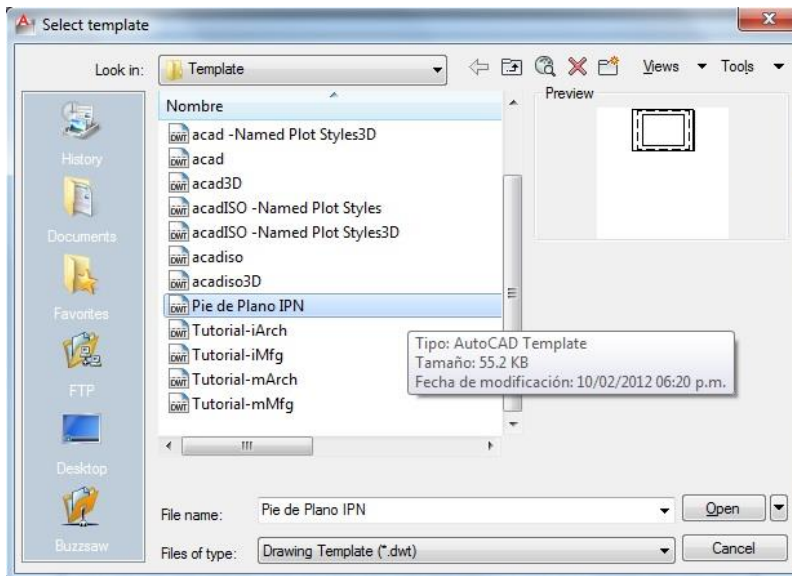 Select template
Look in:
Template
Views
Tools
History
Documents
Favorites
FTP
Desktop
Buzzsaw
Nombre
acad -Named Plot Styles3D
acad
acad3D
acadISO -Named Plot Styles
acadISO -Named Plot Styles3D
acadiso
acadiso3D
Pie de Plano IPN
Tutorial-iArch
Tutorial-iMfg
Tutorial-mArch
Tutorial-mMfg
Preview
Tipo: AutoCAD Template
Tamaño: 55.2 KB
Fecha de modificación: 10/02/2012 06:20 p.m.
File name:
Pie de Plano IPN
Open
Files of type:
Drawing Template (*.dwt)
Cancel